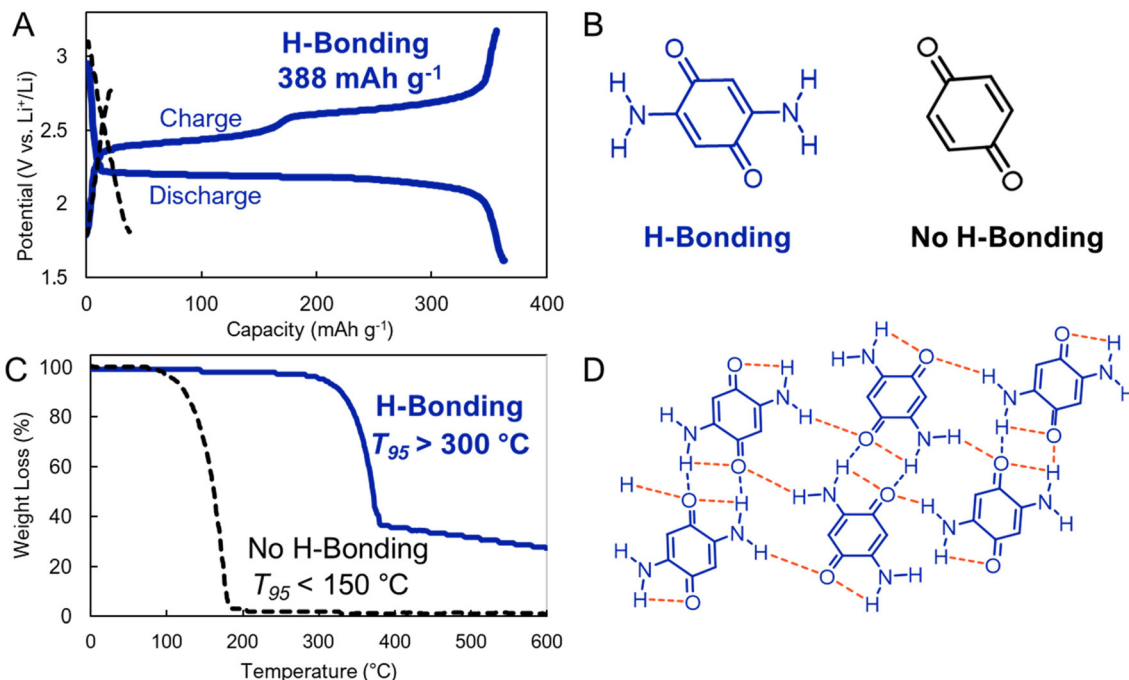 A
H-Bonding
388 mAh g⁻¹
Charge
Discharge
3
2.5
2
1.5
Potential (V vs. Li⁺/Li)
0
100
200
300
400
Capacity (mAh g⁻¹)
B
O
H
N
H
H
N
H
O
H-Bonding
O
O
No H-Bonding
C
100
80
60
40
20
0
Weight Loss (%)
H-Bonding
T₉₅ > 300 °C
No H-Bonding
T₉₅ < 150 °C
0
100
200
300
400
500
600
Temperature (°C)
D
H
O
H
H
N
O
H
H
O
H
N
H
N
H
N
H
N
H
H
N
O
N
H
H
O
H
H
O
O
H
H
H
O
H
N
H
O
H
N
N
H
N
H
H
O
H
N
H
O
N
H
O
H
O
H